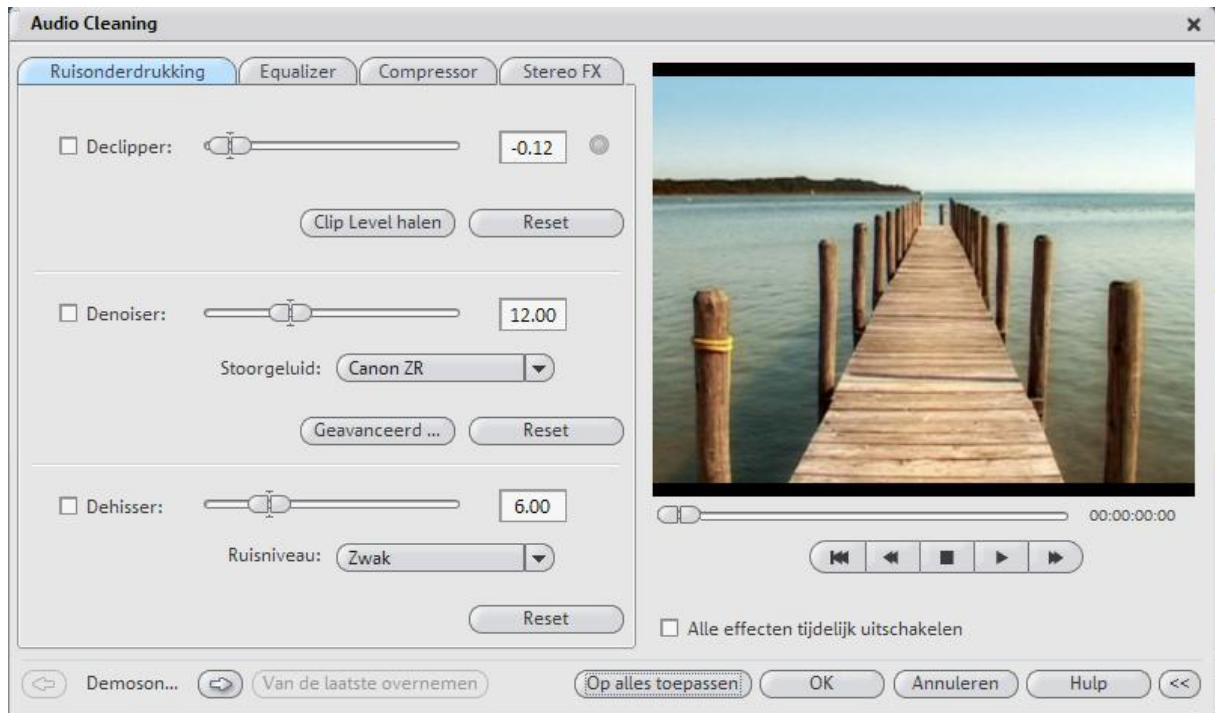 Audio Cleaning
Ruisonderdrukking Equalizer Compressor Stereo FX
Declipper: -0.12
Clip Level halen Reset
Denoiser: 12.00
Stoorgeluid: Canon ZR
Geavanceerd ... Reset
Dehisser: 6.00
Ruisniveau: Zwak
Reset
00:00:00:00
Alle effecten tijdelijk uitschakelen
Demoson... Van de laatste overnemen Op alles toepassen OK Annuleren Hulp <<